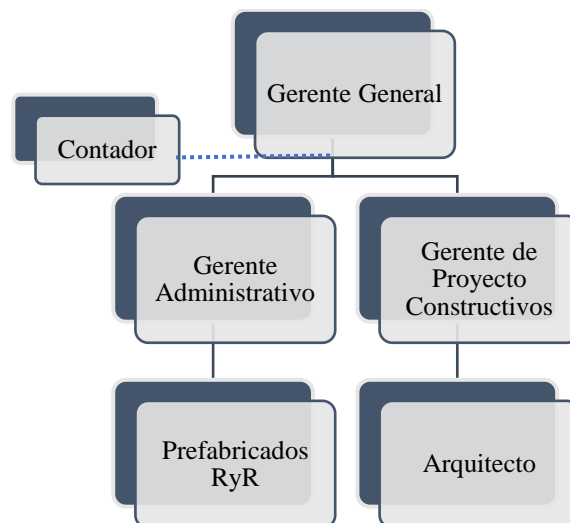 Gerente General
Contador
Gerente
Administrativo
Gerente de
Proyecto
Constructivos
Prefabricados
RyR
Arquitecto